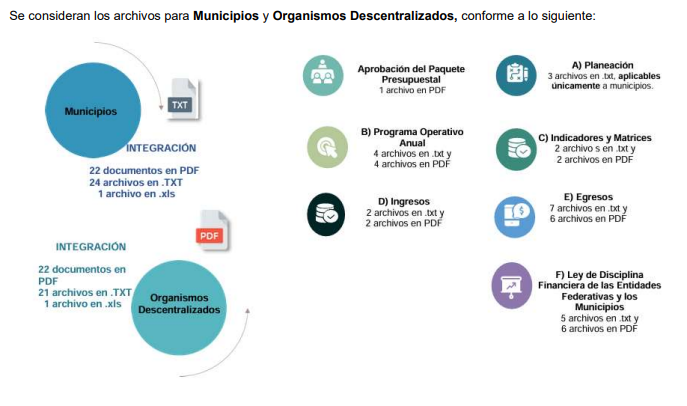 Se consideran los archivos para Municipios y Organismos Descentralizados, conforme a lo siguiente:
Municipios
TXT
INTEGRACIÓN
22 documentos en PDF
24 archivos en .TXT
1 archivo en .xls
PDF
INTEGRACIÓN
22 documentos en
PDF
21 archivos en .TXT
1 archivo en .xls
Organismos
Descentralizados
Aprobación del Paquete
Presupuestal
1 archivo en PDF
A) Planeación
3 archivos en .txt, aplicables
únicamente a municipios.
B) Programa Operativo
Anual
4 archivos en .txt y
4 archivos en PDF
C) Indicadores y Matrices
2 archivo s en .txt y
2 archivos en PDF
D) Ingresos
2 archivos en .txt y
2 archivos en PDF
E) Egresos
7 archivos en .txt y
6 archivos en PDF
F) Ley de Disciplina
Financiera de las Entidades
Federativas y los
Municipios
5 archivos en .txt y
6 archivos en PDF